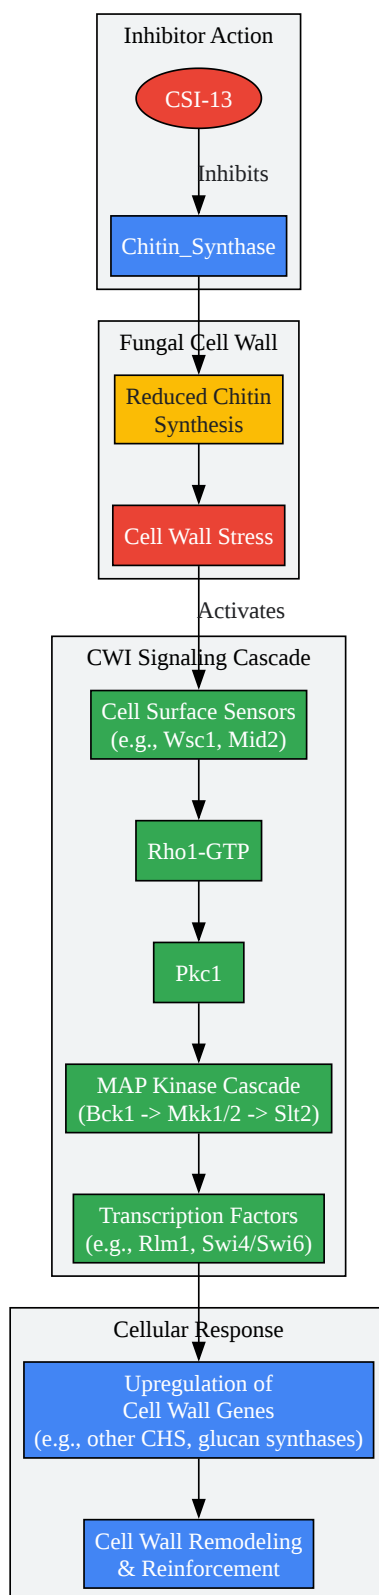 Inhibitor Action
CSI-13
Inhibits
Chitin_Synthase
Fungal Cell Wall
Reduced Chitin
Synthesis
Cell Wall Stress
Activates
CWI Signaling Cascade
Cell Surface Sensors
(e.g., Wsc1, Mid2)
Rho1-GTP
Pkc1
MAP Kinase Cascade
(Bck1 -> Mkk1/2 -> Slt2)
Transcription Factors
(e.g., Rlm1, Swi4/Swi6)
Cellular Response
Upregulation of
Cell Wall Genes
(e.g., other CHS, glucan synthases)
Cell Wall Remodeling
& Reinforcement